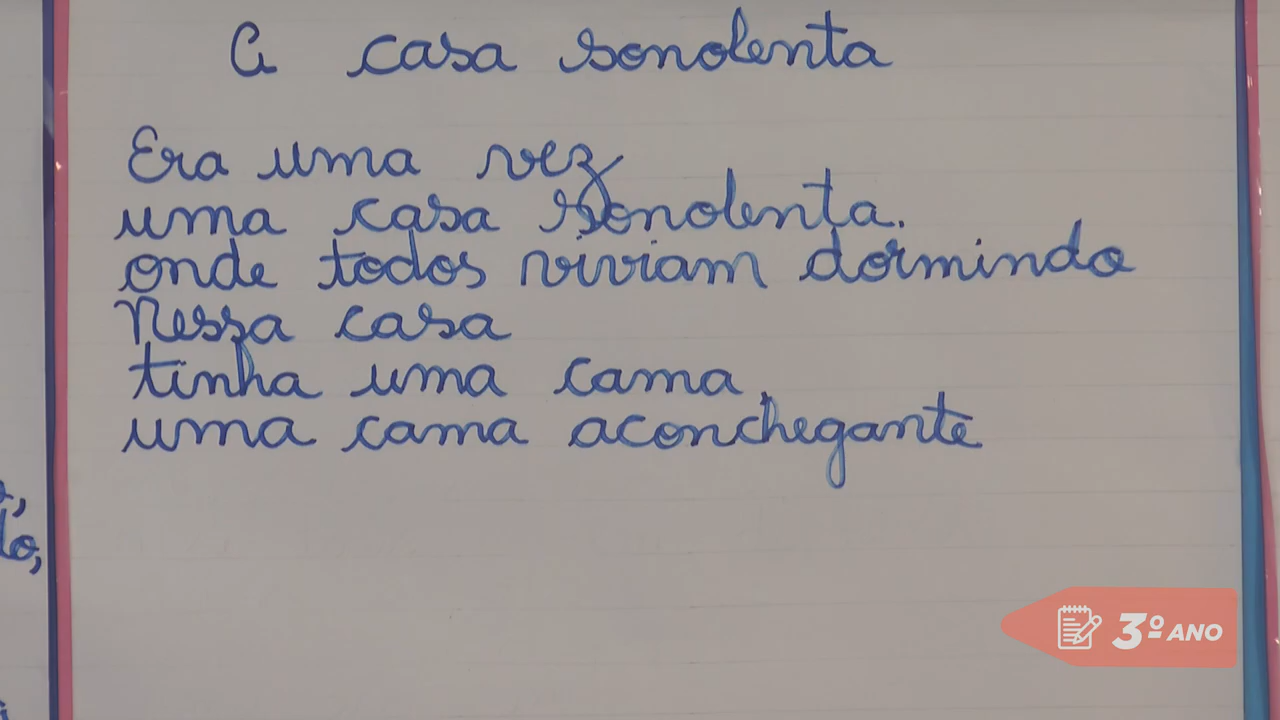 A casa sonolenta
Era uma vez
uma casa sonolenta.
onde todos viviam dormindo
Nessa casa
tinha uma cama,
uma cama aconchegante
3º ANO